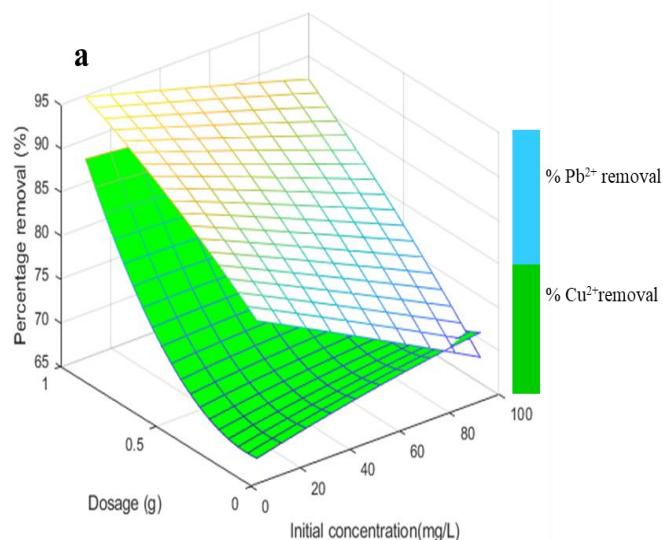 a
95
90
85
80
75
70
65
Percentage removal (%)
1
0.5
0
Dosage (g)
0
20
40
60
80
100
Initial concentration(mg/L)
% Pb²⁺ removal
% Cu²⁺removal